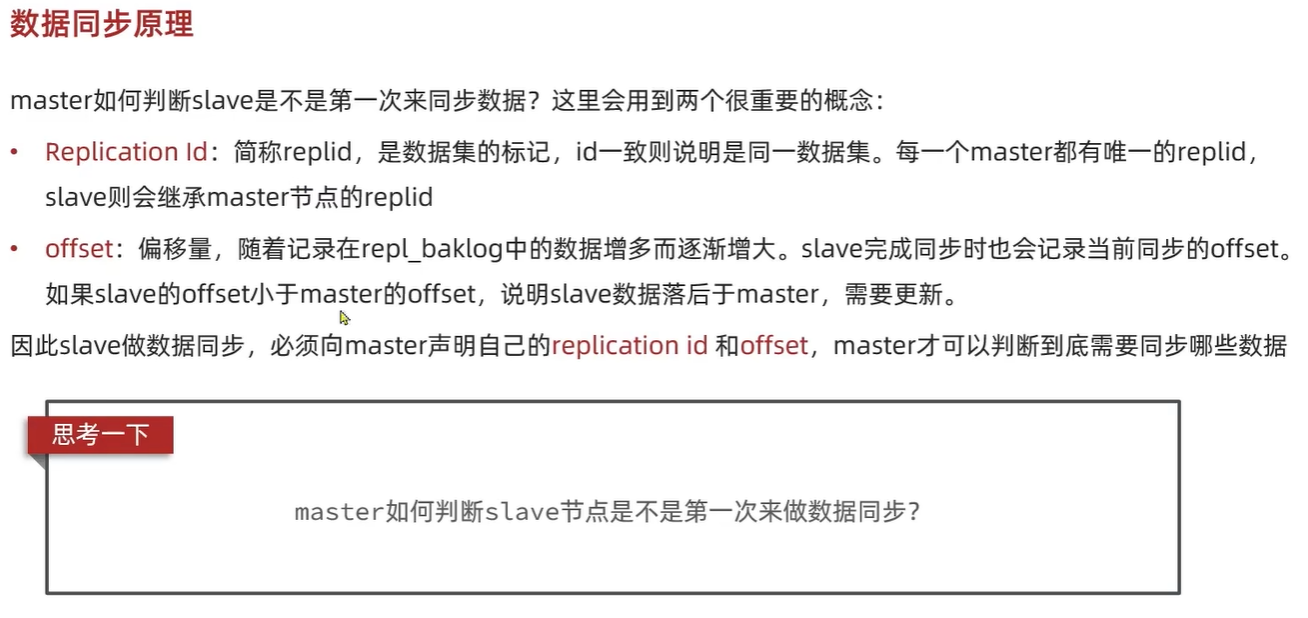 数据同步原理
master如何判断slave是不是第一次来同步数据？这里会用到两个很重要的概念：
• Replication Id：简称replid，是数据集的标记，id一致则说明是同一数据集。每一个master都有唯一的replid，
slave则会继承master节点的replid
• offset：偏移量，随着记录在repl_baklog中的数据增多而逐渐增大。slave完成同步时也会记录当前同步的offset。
如果slave的offset小于master的offset，说明slave数据落后于master，需要更新。
因此slave做数据同步，必须向master声明自己的replication id 和offset，master才可以判断到底需要同步哪些数据
思考一下
master如何判断slave节点是不是第一次来做数据同步？